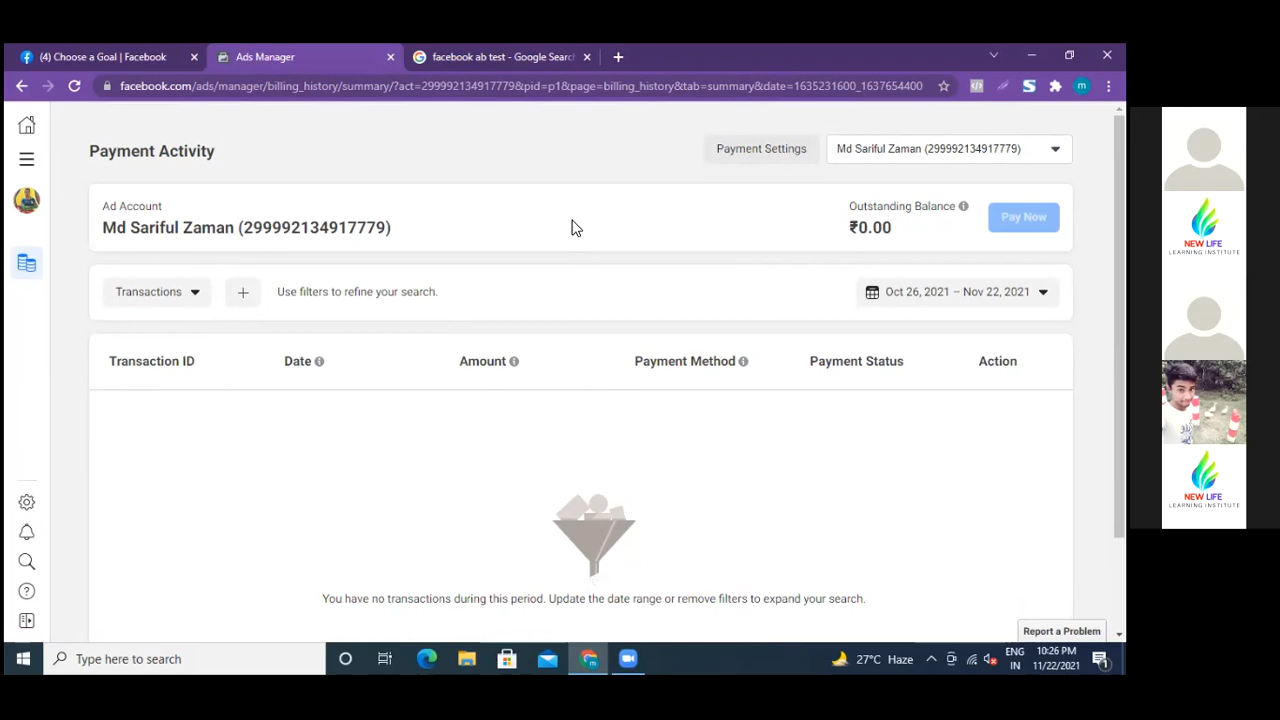 (4) Choose a Goal | Facebook
Ads Manager
facebook ab test - Google Searc
facebook.com/ads/manager/billing_history/summary/?act=299992134917779&pid=p1&page=billing_history&tab=summary&date=1635231600_1637654400
m
Payment Activity
Payment Settings
Md Sariful Zaman (299992134917779)
Ad Account
Md Sariful Zaman (299992134917779)
Outstanding Balance
₹0.00
Pay Now
Transactions
Use filters to refine your search.
Oct 26, 2021 – Nov 22, 2021
Transaction ID
Date
Amount
Payment Method
Payment Status
Action
You have no transactions during this period. Update the date range or remove filters to expand your search.
Report a Problem
Type here to search
27°C Haze
ENG
IN
10:26 PM
11/22/2021
1
NEW LIFE
LEARNING INSTITUTE
NEW LIFE
LEARNING INSTITUTE